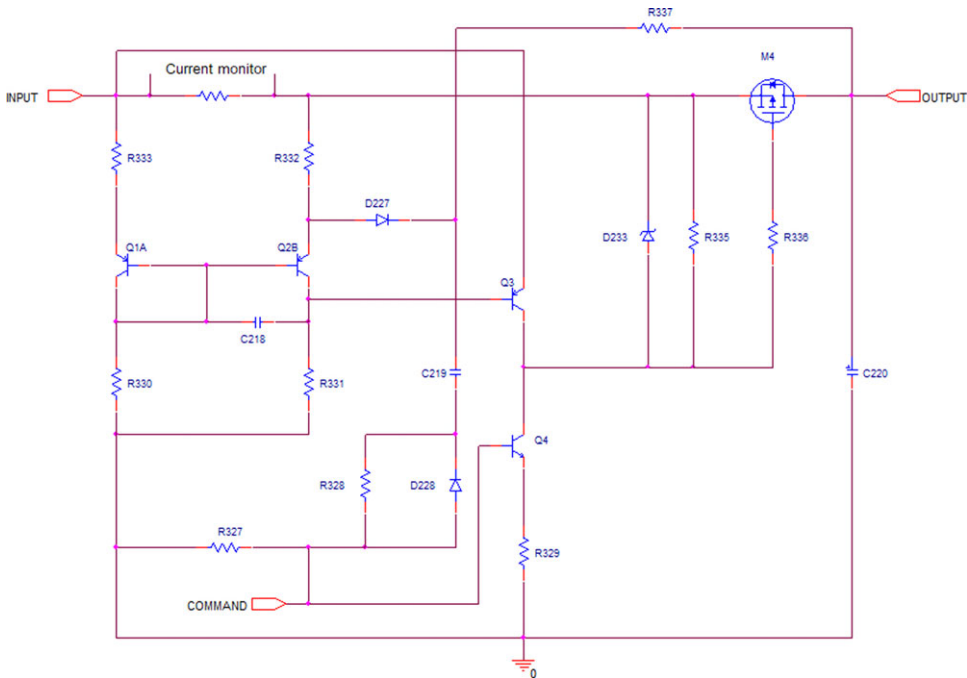 R337
M4
Current monitor
INPUT
OUTPUT
R333
R332
D227
D233
R335
R336
Q1A
Q2B
Q3
C218
R330
R331
C219
C220
Q4
R328
D228
R327
R329
COMMAND
0